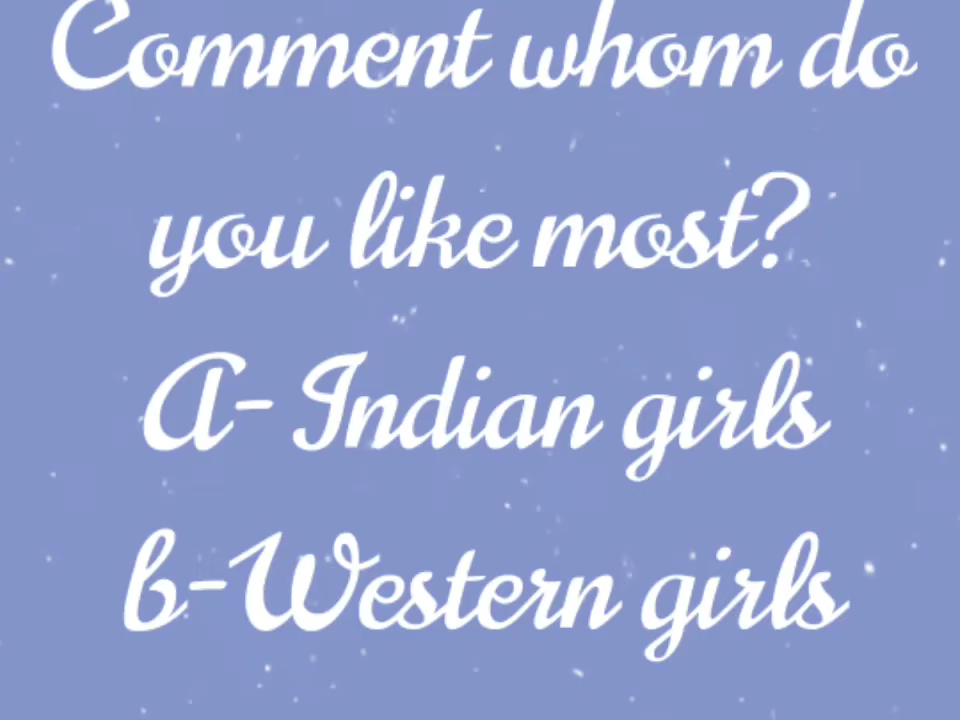 Comment whom do
you like most?
A- Indian girls
b-Western girls